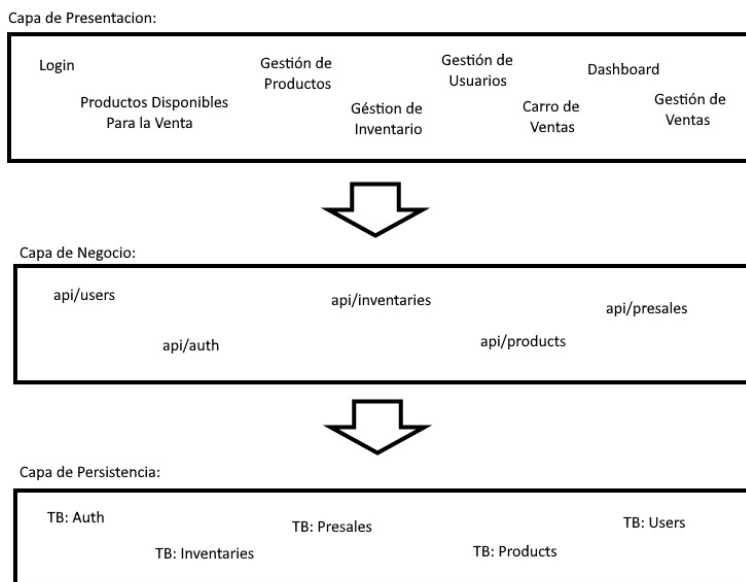 Capa de Presentacion:
Login
Gestión de
Productos
Gestión de
Usuarios
Dashboard
Productos Disponibles
Para la Venta
Géstion de
Inventario
Carro de
Ventas
Gestión de
Ventas
Capa de Negocio:
api/users
api/inventaries
api/presales
api/auth
api/products
Capa de Persistencia:
TB: Auth
TB: Presales
TB: Users
TB: Inventaries
TB: Products